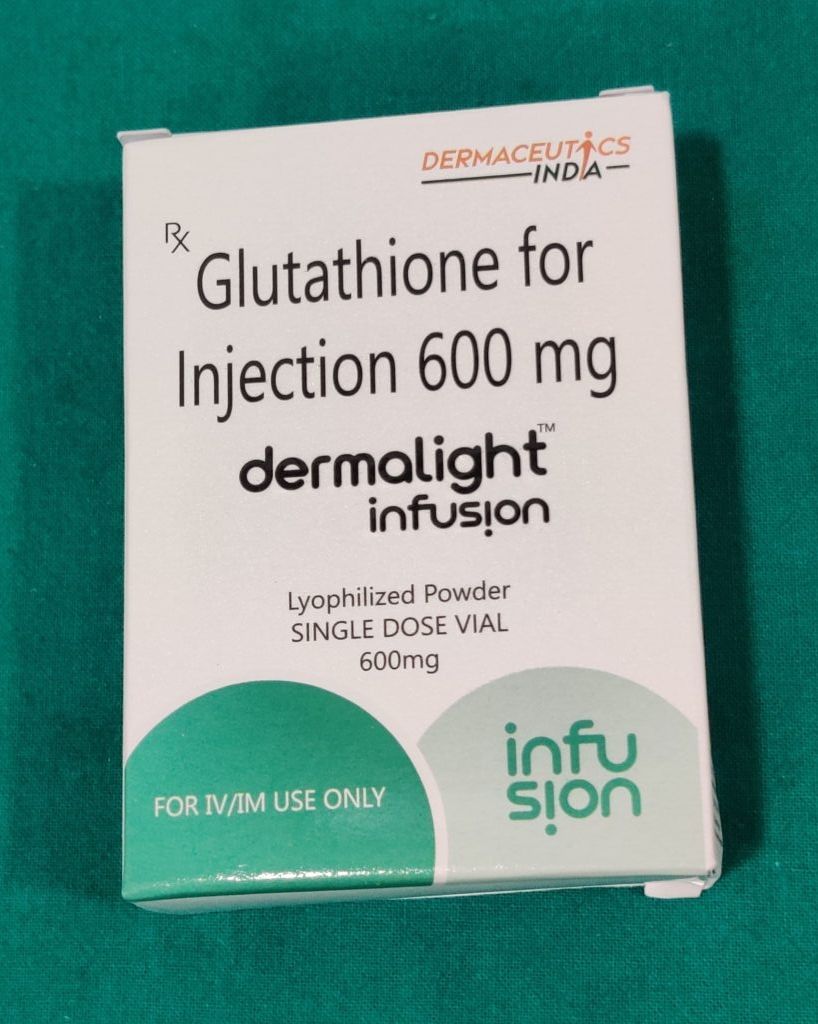 DERMACEUTICS
INDIA
Rx
Glutathione for
Injection 600 mg
dermalight™
infusion
Lyophilized Powder
SINGLE DOSE VIAL
600mg
FOR IV/IM USE ONLY
infu
sion